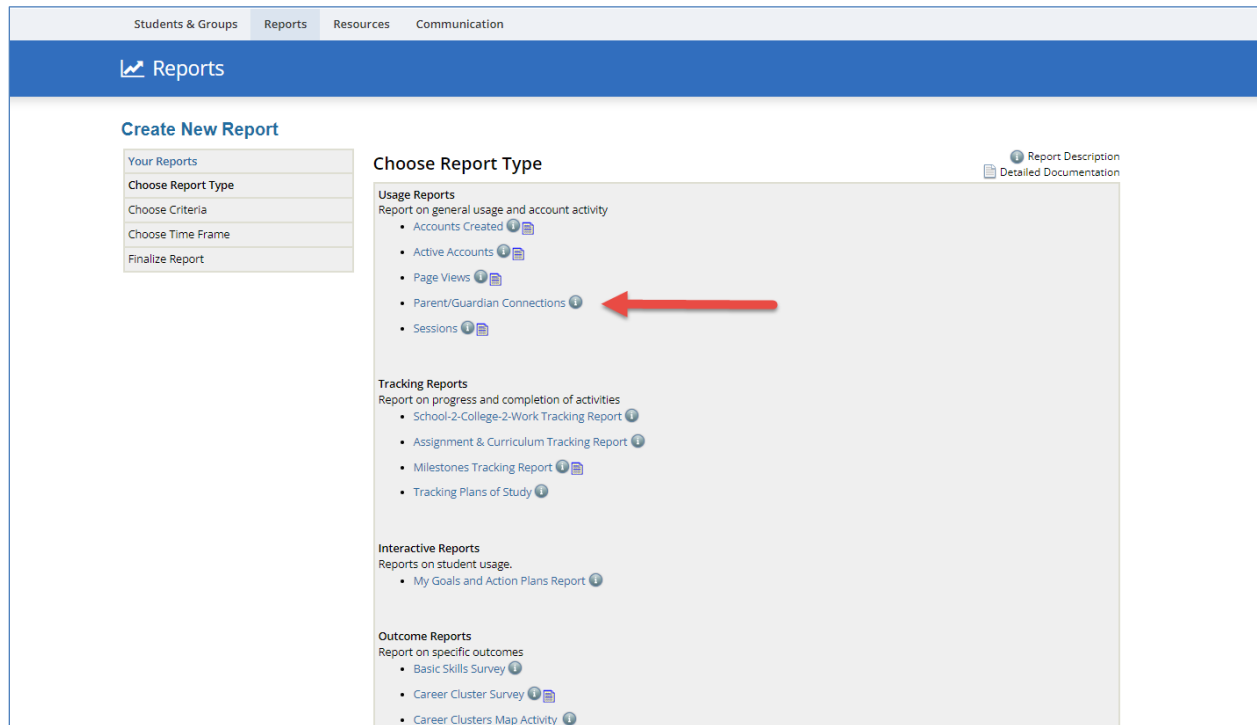 Students & Groups Reports Resources Communication
Reports
Create New Report
Your Reports
Choose Report Type
Choose Criteria
Choose Time Frame
Finalize Report
Choose Report Type
Report Description
Detailed Documentation
Usage Reports
Report on general usage and account activity
Accounts Created
Active Accounts
Page Views
Parent/Guardian Connections
Sessions
Tracking Reports
Report on progress and completion of activities
School-2-College-2-Work Tracking Report
Assignment & Curriculum Tracking Report
Milestones Tracking Report
Tracking Plans of Study
Interactive Reports
Reports on student usage.
My Goals and Action Plans Report
Outcome Reports
Report on specific outcomes
Basic Skills Survey
Career Cluster Survey
Career Clusters Map Activity